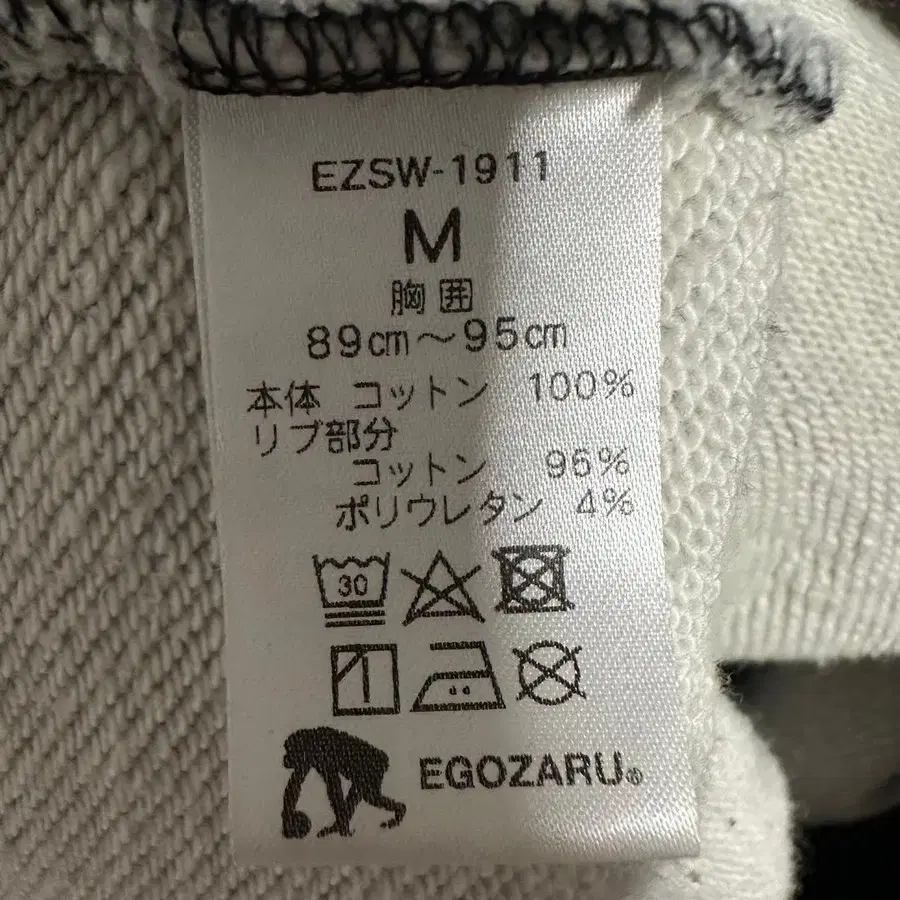 EZSW-1911
M
胸囲
89cm～95cm
本体 コットン 100%
リブ部分
コットン 96%
ポリウレタン 4%
30
EGOZARU®